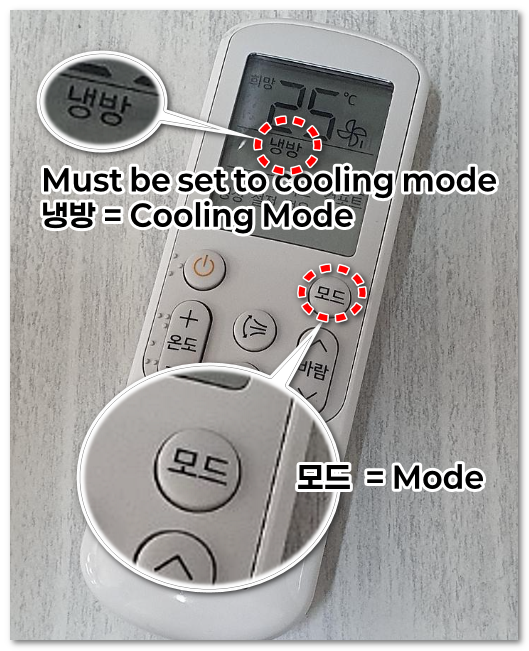 희망
25°C
냉방
냉방
Must be set to cooling mode
냉방 = Cooling Mode
모드
+
온도
바람
모드
모드 = Mode